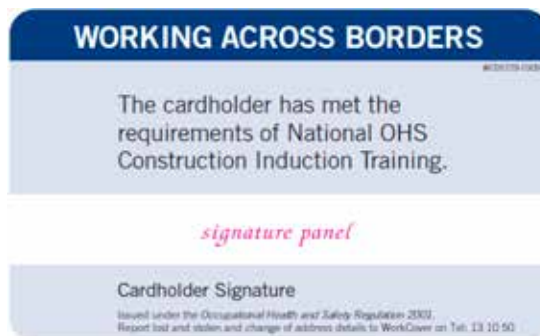 WORKING ACROSS BORDERS
The cardholder has met the
requirements of National OHS
Construction Induction Training.
signature panel
Cardholder Signature
Issued under the Occupational Health and Safety Regulation 2001.
Report lost and stolen and change of address details to WorkCover on Tel. 13 10 50